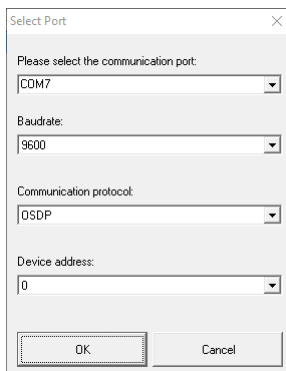 Select Port
Please select the communication port:
COM7
Baudrate:
9600
Communication protocol:
OSDP
Device address:
0
OK Cancel